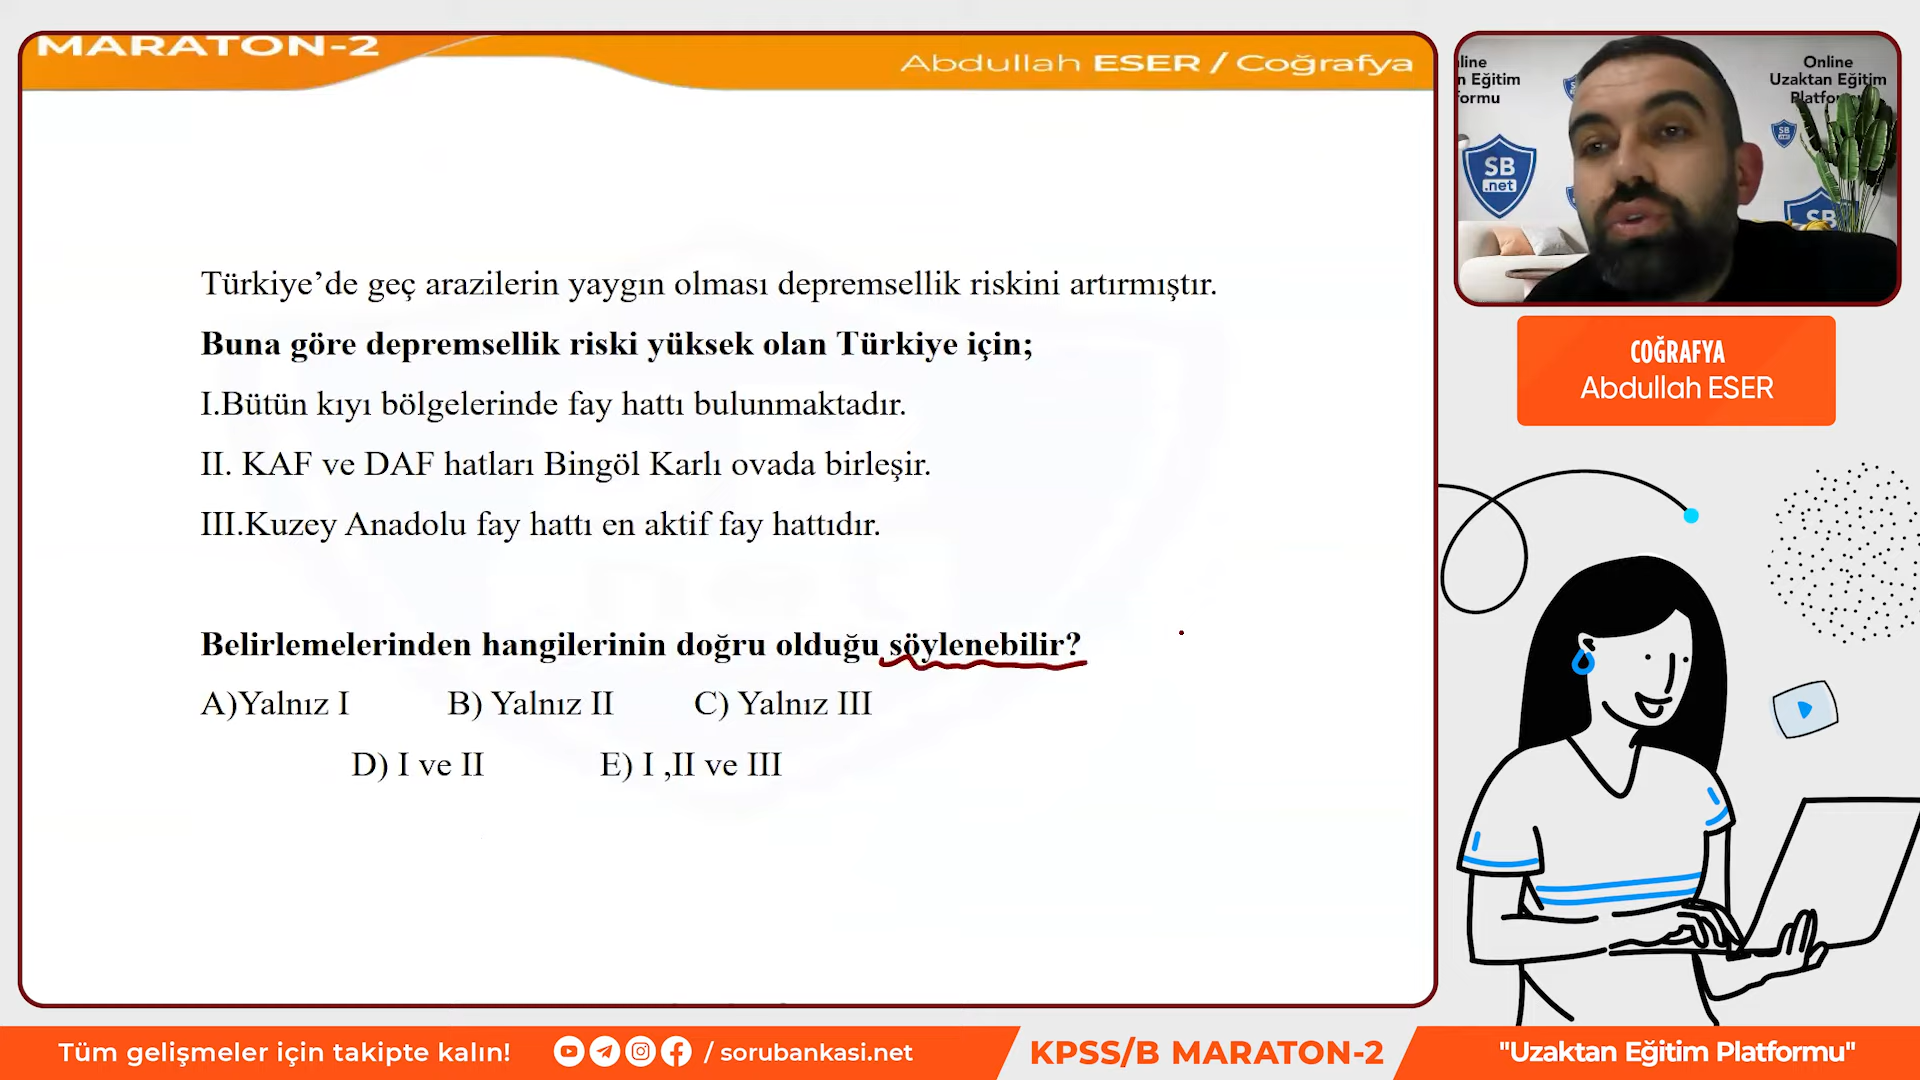 MARATON-2
Abdullah ESER / Coğrafya
Türkiye’de geç arazilerin yaygın olması depremsellik riskini artırmıştır.
Buna göre depremsellik riski yüksek olan Türkiye için;
I.Bütün kıyı bölgelerinde fay hattı bulunmaktadır.
II. KAF ve DAF hatları Bingöl Karlı ovada birleşir.
III.Kuzey Anadolu fay hattı en aktif fay hattıdır.
Belirlemelerinden hangilerinin doğru olduğu söylenebilir?
A)Yalnız I B) Yalnız II C) Yalnız III
D) I ve II E) I ,II ve III
Online
Uzaktan Eğitim
SB
.net
SB
COĞRAFYA
Abdullah ESER
Tüm gelişmeler için takipte kalın!
/ sorubankasi.net
KPSS/B MARATON-2
"Uzaktan Eğitim Platformu"